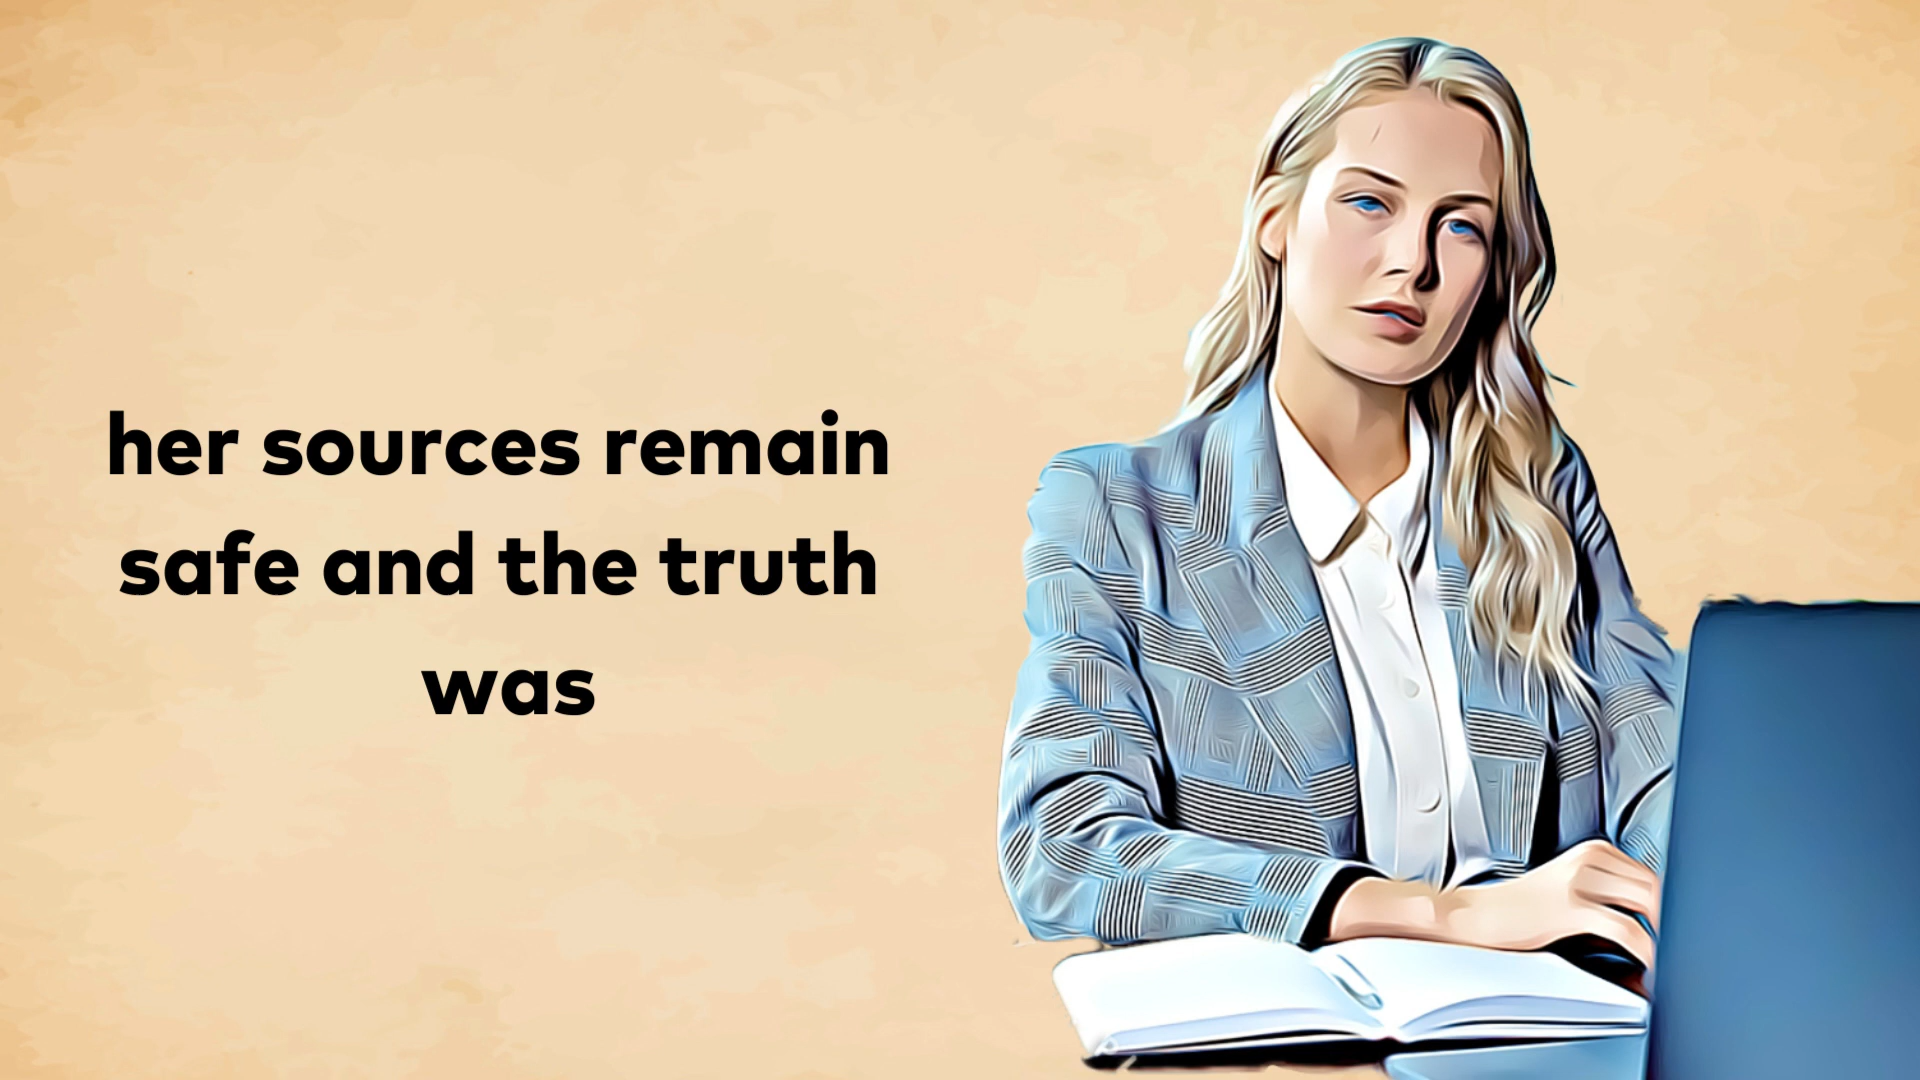 her sources remain
safe and the truth
was